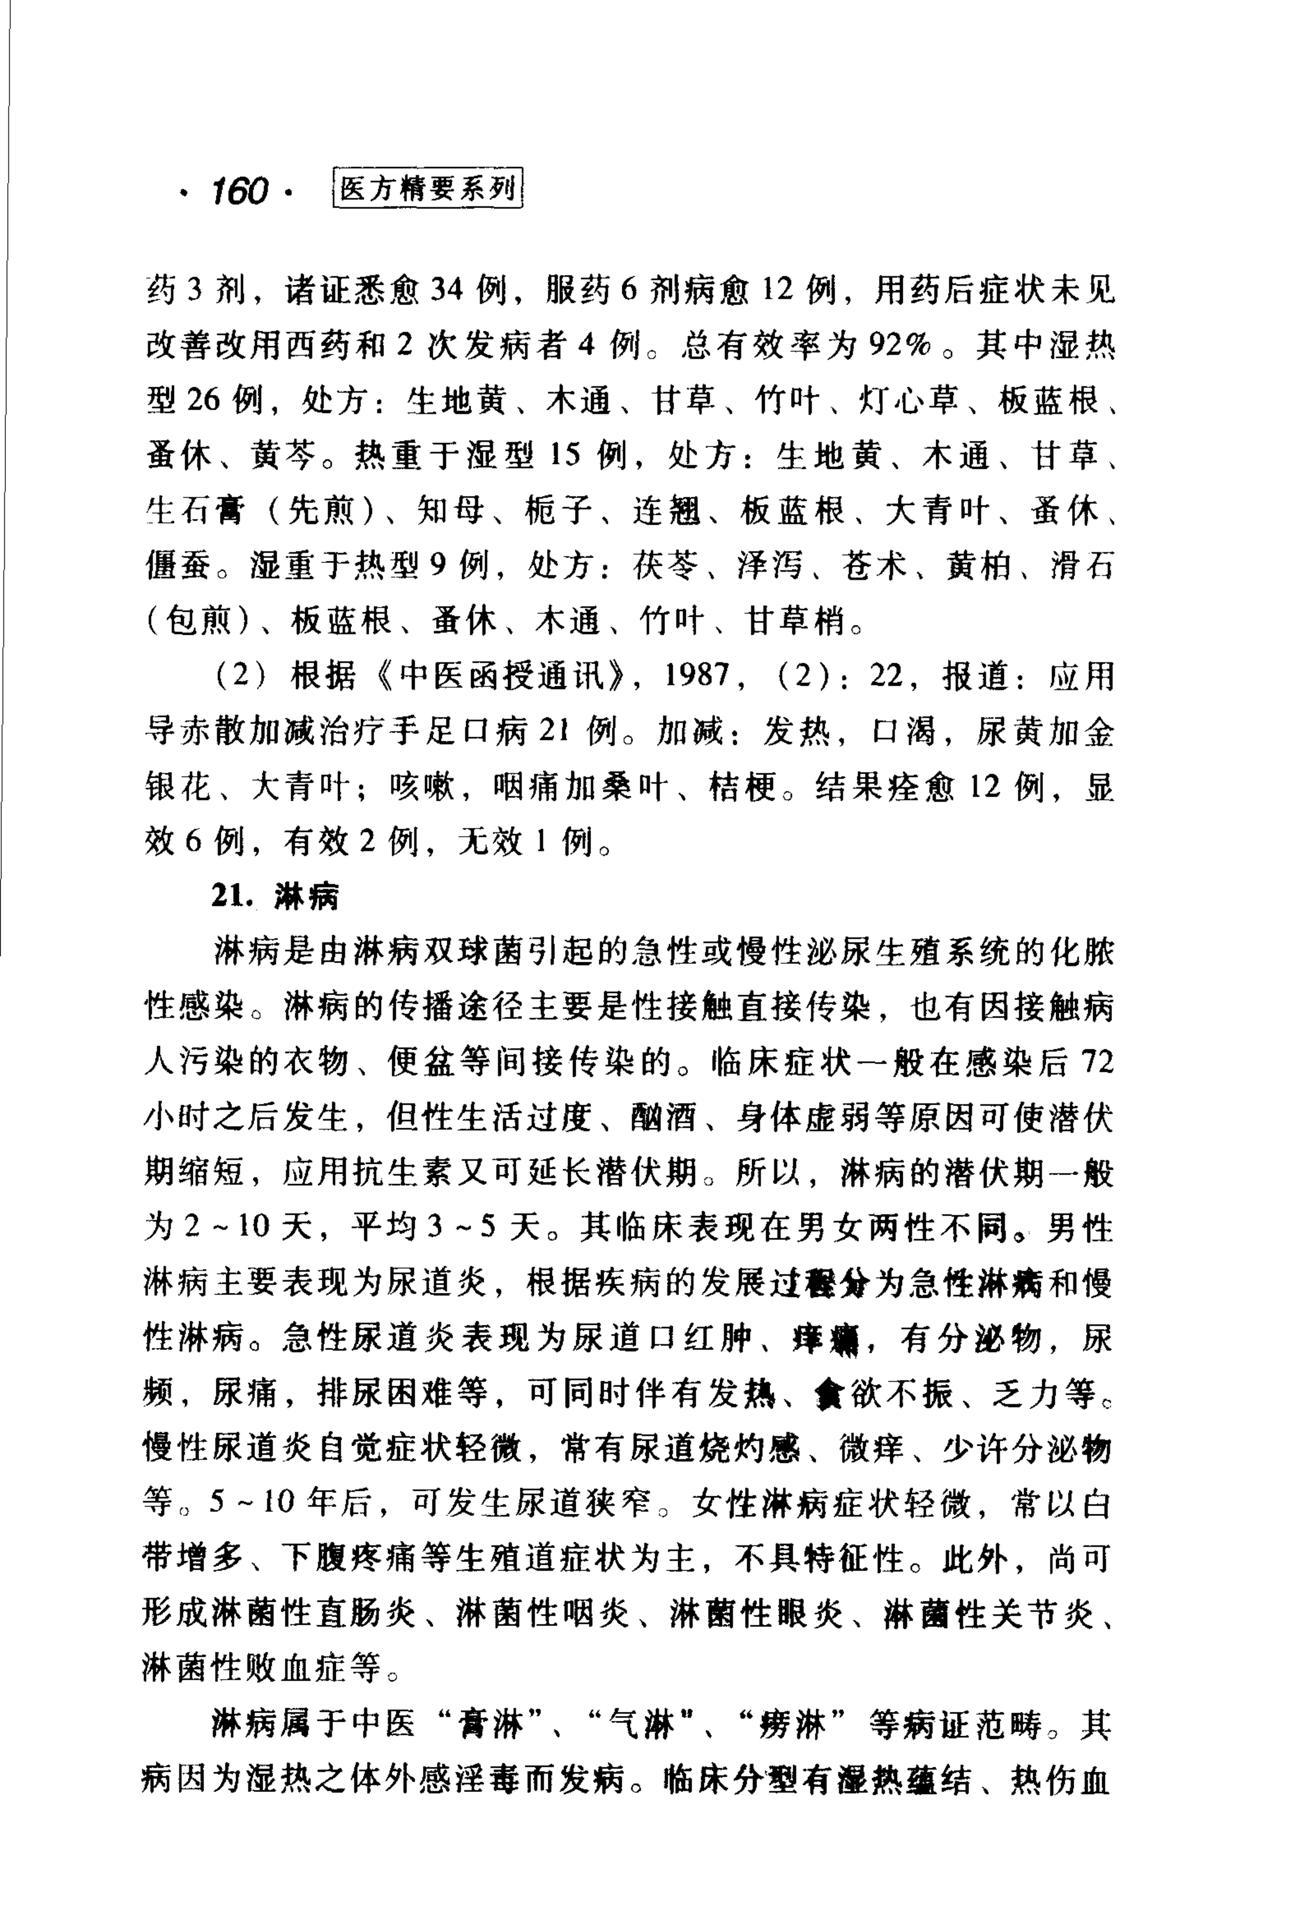 ·160· 医方精要系列
药3剂，诸证悉愈34例，服药6剂病愈12例，用药后症状未见
改善改用西药和2次发病者4例。总有效率为92%。其中湿热
型26例，处方：生地黄、木通、甘草、竹叶、灯心草、板蓝根、
蚤休、黄芩。热重于湿型15例，处方：生地黄、木通、甘草、
生石膏（先煎）、知母、栀子、连翘、板蓝根、大青叶、蚤休、
僵蚕。湿重于热型9例，处方：茯苓、泽泻、苍术、黄柏、滑石
（包煎）、板蓝根、蚤休、木通、竹叶、甘草梢。
（2）根据《中医函授通讯》，1987，（2）：22，报道：应用
导赤散加减治疗手足口病21例。加减：发热，口渴，尿黄加金
银花、大青叶；咳嗽，咽痛加桑叶、桔梗。结果痊愈12例，显
效6例，有效2例，无效1例。
21. 淋病
淋病是由淋病双球菌引起的急性或慢性泌尿生殖系统的化脓
性感染。淋病的传播途径主要是性接触直接传染，也有因接触病
人污染的衣物、便盆等间接传染的。临床症状一般在感染后72
小时之后发生，但性生活过度、酗酒、身体虚弱等原因可使潜伏
期缩短，应用抗生素又可延长潜伏期。所以，淋病的潜伏期一般
为2~10天，平均3~5天。其临床表现在男女两性不同。男性
淋病主要表现为尿道炎，根据疾病的发展过程分为急性淋病和慢
性淋病。急性尿道炎表现为尿道口红肿、痒痛，有分泌物，尿
频，尿痛，排尿困难等，可同时伴有发热、食欲不振、乏力等。
慢性尿道炎自觉症状轻微，常有尿道烧灼感、微痒、少许分泌物
等。5~10年后，可发生尿道狭窄。女性淋病症状轻微，常以白
带增多、下腹疼痛等生殖道症状为主，不具特征性。此外，尚可
形成淋菌性直肠炎、淋菌性咽炎、淋菌性眼炎、淋菌性关节炎、
淋菌性败血症等。
淋病属于中医“膏淋”、“气淋”、“痨淋”等病证范畴。其
病因为湿热之体外感淫毒而发病。临床分型有湿热蕴结、热伤血